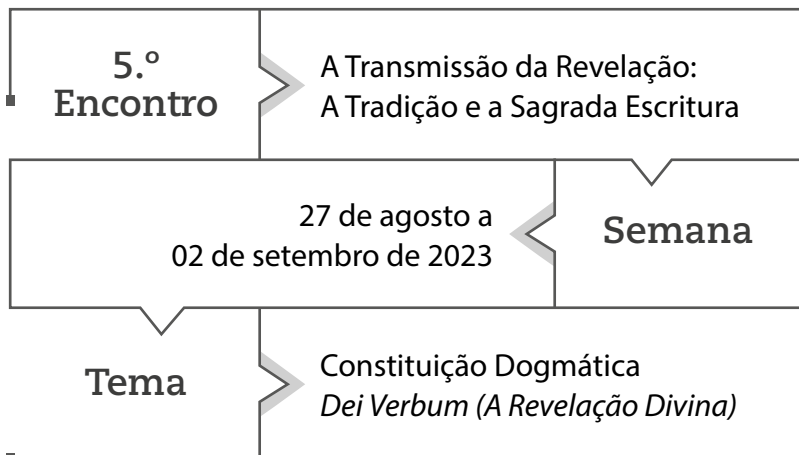 5.º
Encontro
A Transmissão da Revelação:
A Tradição e a Sagrada Escritura
Semana
27 de agosto a
02 de setembro de 2023
Tema
Constituição Dogmática
Dei Verbum (A Revelação Divina)